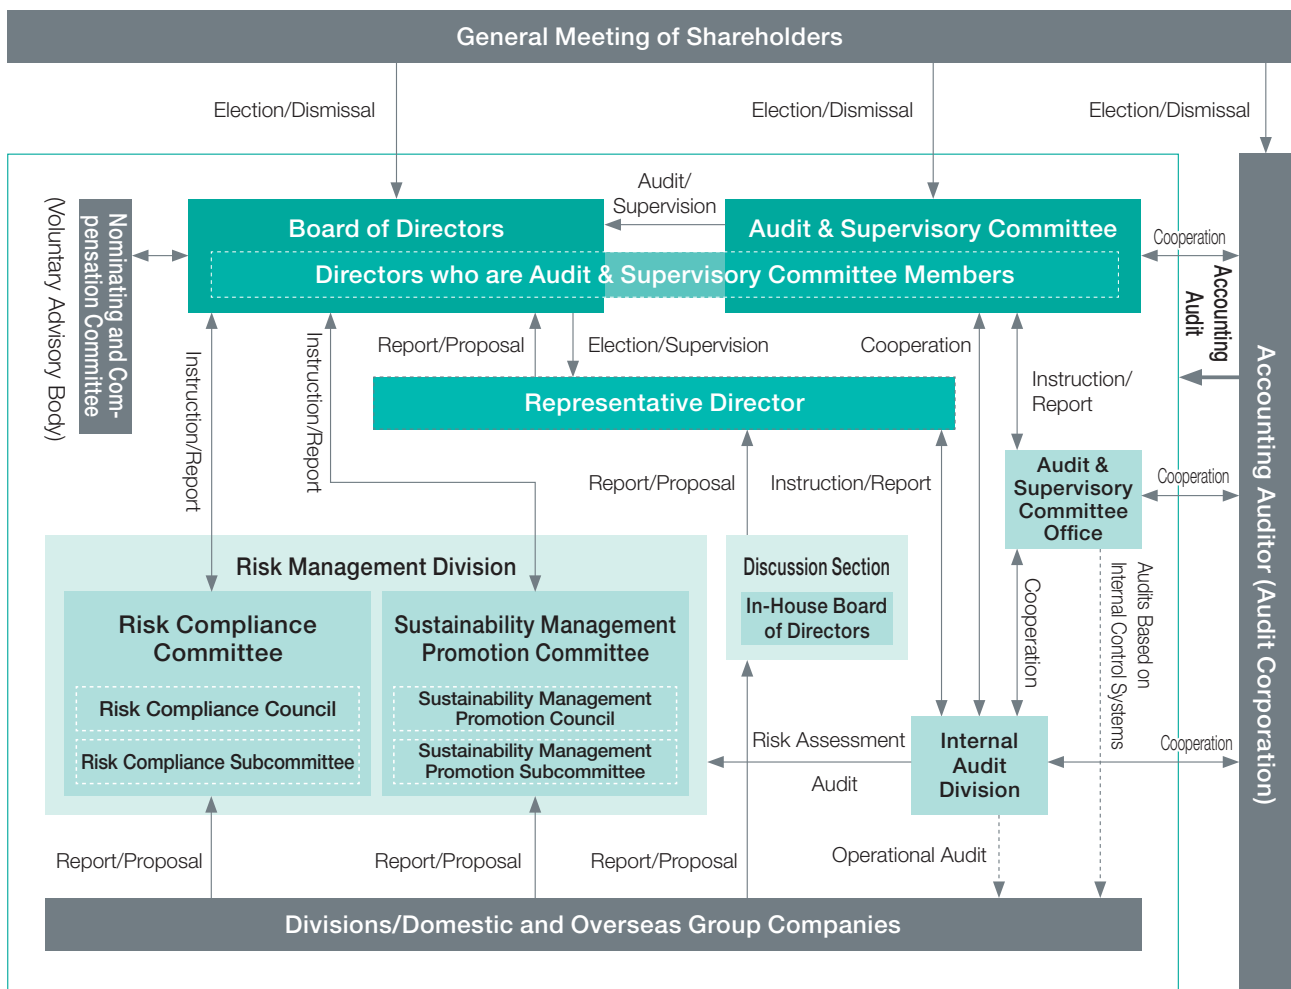 General Meeting of Shareholders
Election/Dismissal
Election/Dismissal
Election/Dismissal
Audit/
Supervision
Board of Directors
Audit & Supervisory Committee
Directors who are Audit & Supervisory Committee Members
Cooperation
Nominating and Com-
pensation Committee
(Voluntary Advisory Body)
Accounting
Audit
Accounting Auditor (Audit Corporation)
Instruction/Report
Instruction/Report
Report/Proposal
Election/Supervision
Cooperation
Instruction/
Report
Representative Director
Report/Proposal
Instruction/Report
Audit &
Supervisory
Committee
Office
Cooperation
Risk Management Division
Risk Compliance
Committee
Risk Compliance Council
Risk Compliance Subcommittee
Sustainability Management
Promotion Committee
Sustainability Management
Promotion Council
Sustainability Management
Promotion Subcommittee
Discussion Section
In-House Board
of Directors
Cooperation
Audits Based on
Internal Control Systems
Risk Assessment
Audit
Internal
Audit
Division
Cooperation
Report/Proposal
Report/Proposal
Report/Proposal
Operational Audit
Divisions/Domestic and Overseas Group Companies